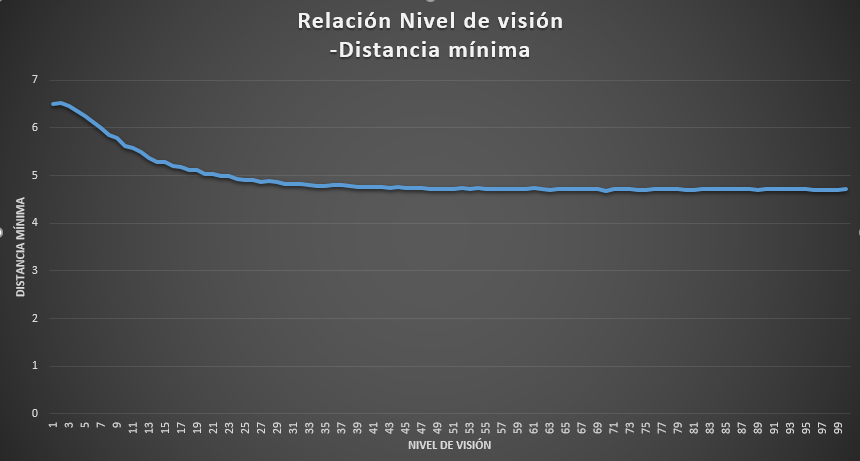 Relación Nivel de visión
-Distancia mínima
7
6
5
4
3
2
1
0
DISTANCIA MÍNIMA
1 3 5 7 9 11 13 15 17 19 21 23 25 27 29 31 33 35 37 39 41 43 45 47 49 51 53 55 57 59 61 63 65 67 69 71 73 75 77 79 81 83 85 87 89 91 93 95 97 99
NIVEL DE VISIÓN